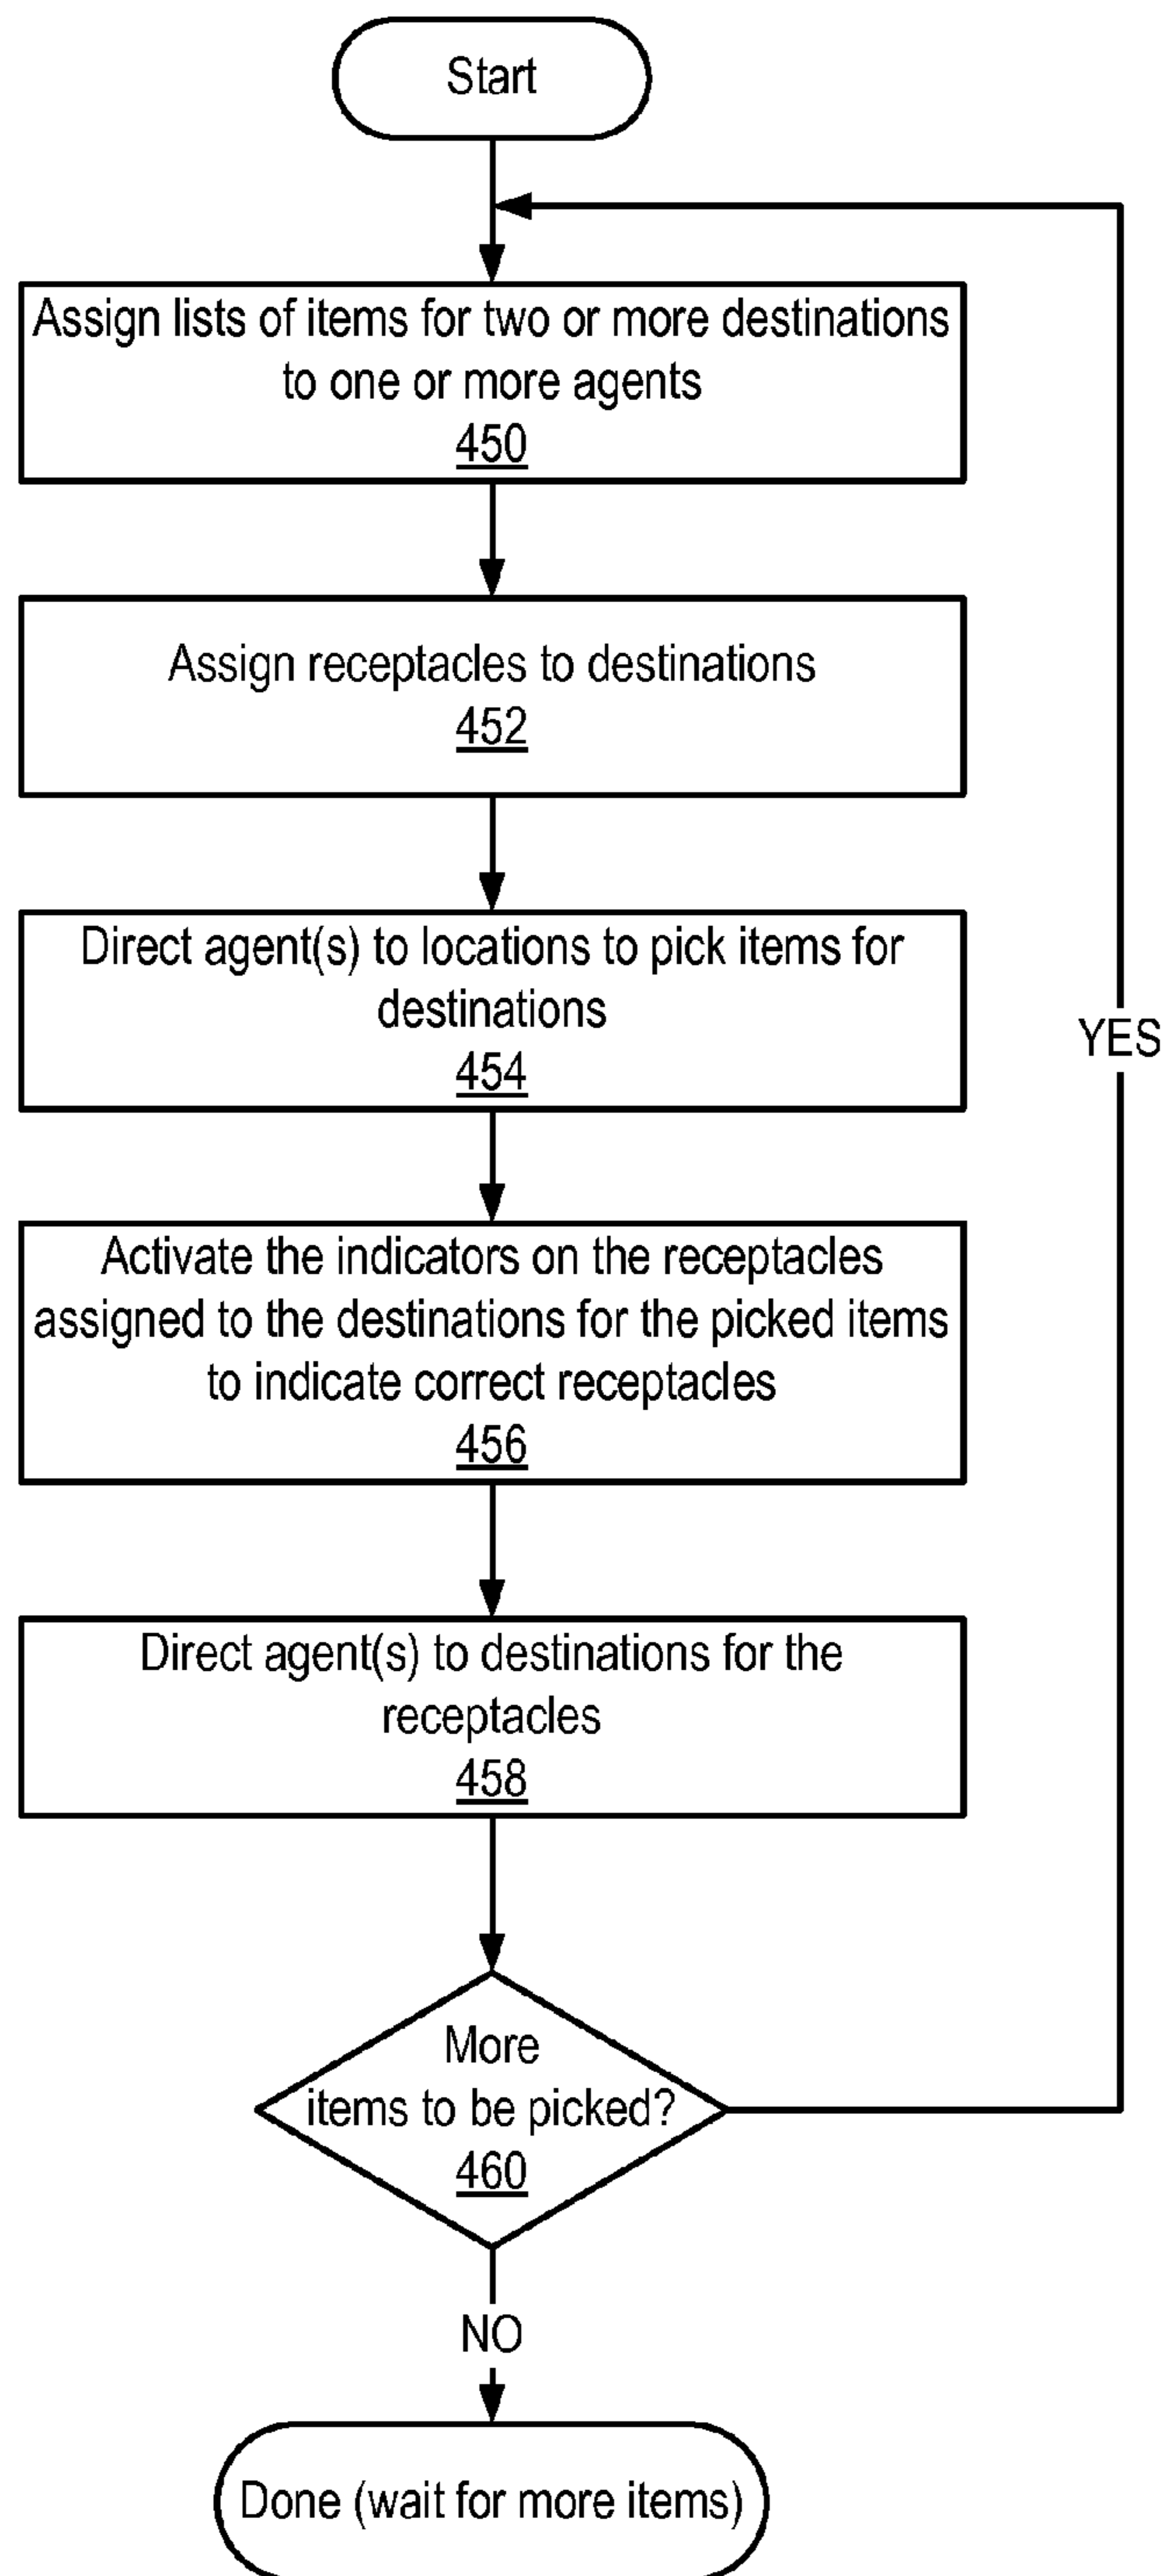 Start
Assign lists of items for two or more destinations
to one or more agents
450
Assign receptacles to destinations
452
Direct agent(s) to locations to pick items for
destinations
454
YES
Activate the indicators on the receptacles
assigned to the destinations for the picked items
to indicate correct receptacles
456
Direct agent(s) to destinations for the
receptacles
458
More
items to be picked?
460
NO
Done (wait for more items)